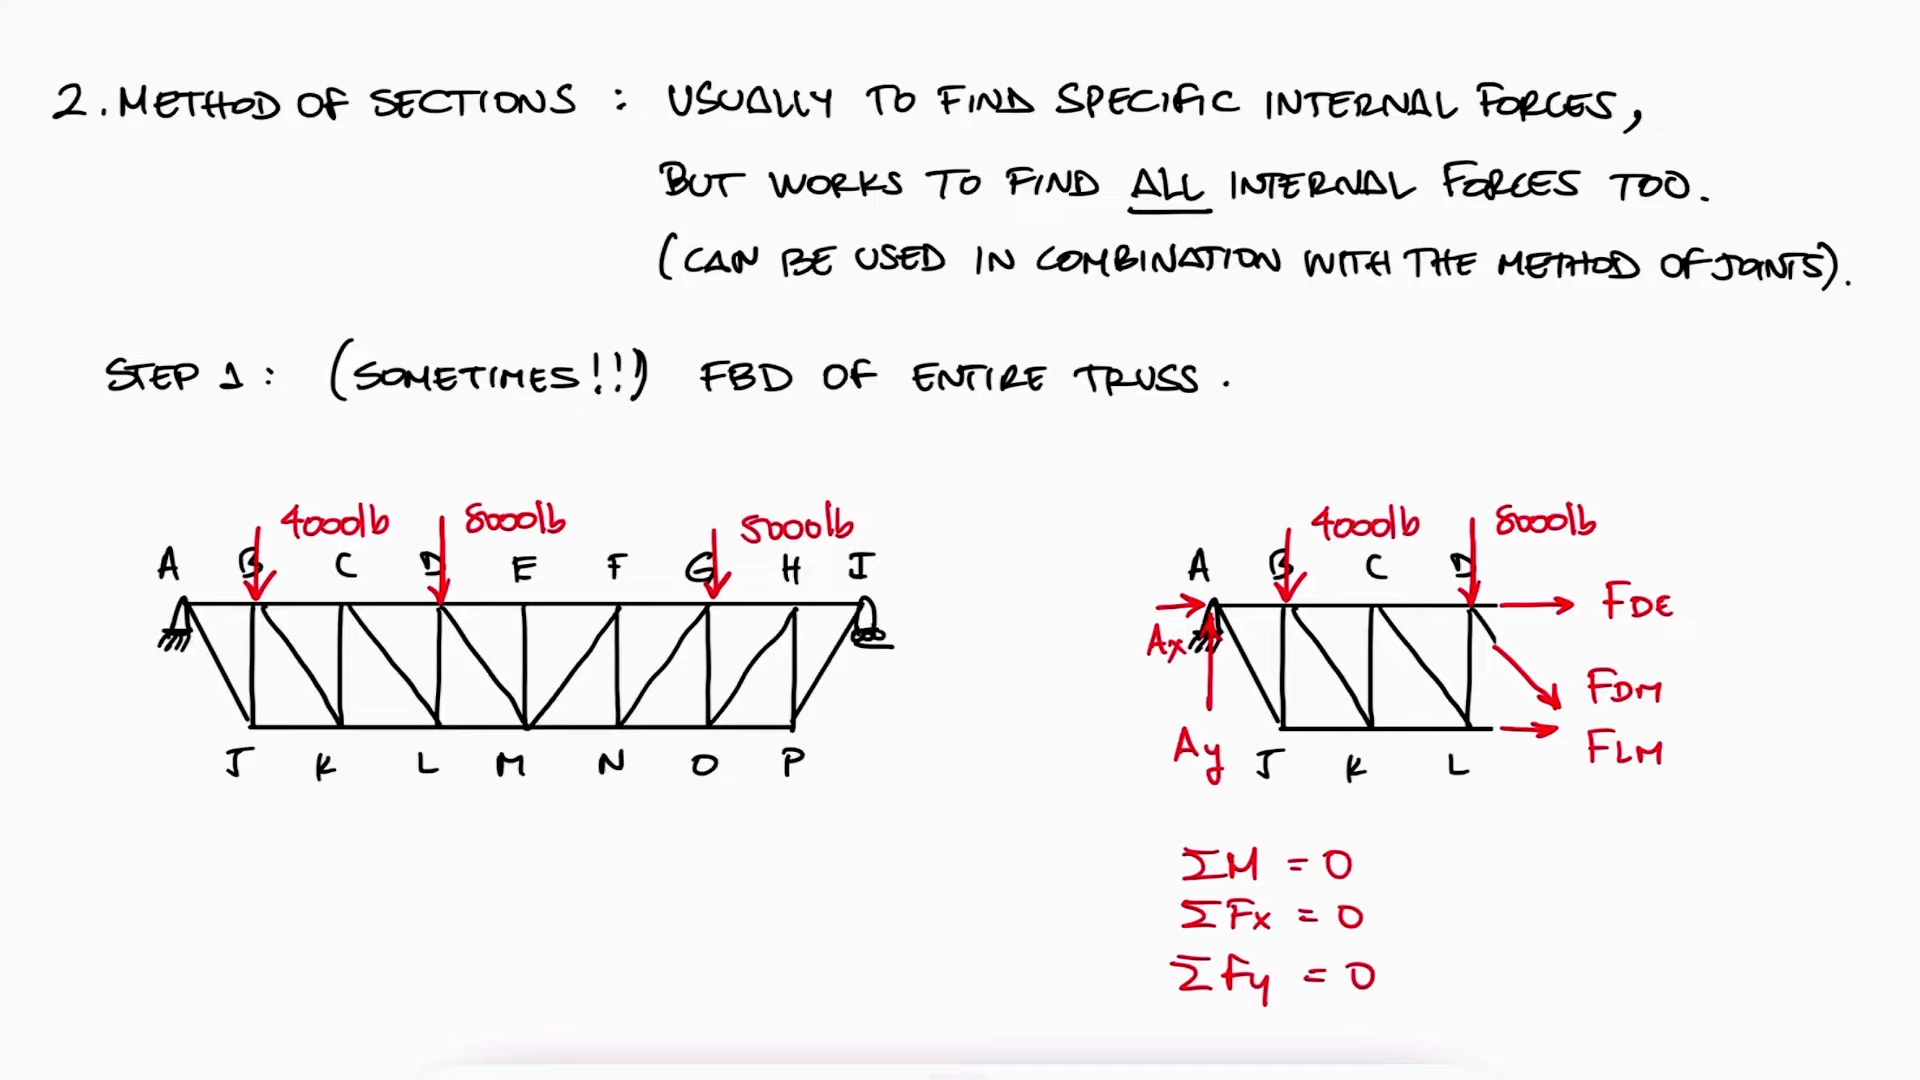 2. METHOD OF SECTIONS : USUALLY TO FIND SPECIFIC INTERNAL FORCES,
BUT WORKS TO FIND ALL INTERNAL FORCES TOO.
(CAN BE USED IN COMBINATION WITH THE METHOD OF JOINTS).
STEP 1 : (SOMETIMES!!) FBD OF ENTIRE TRUSS.
4000lb 8000lb 5000lb
A B C D E F G H I
J K L M N O P
4000lb 8000lb
A B C D
FDE
Ax
FDM
Ay J K L FLM
ΣM = 0
ΣFx = 0
ΣFy = 0